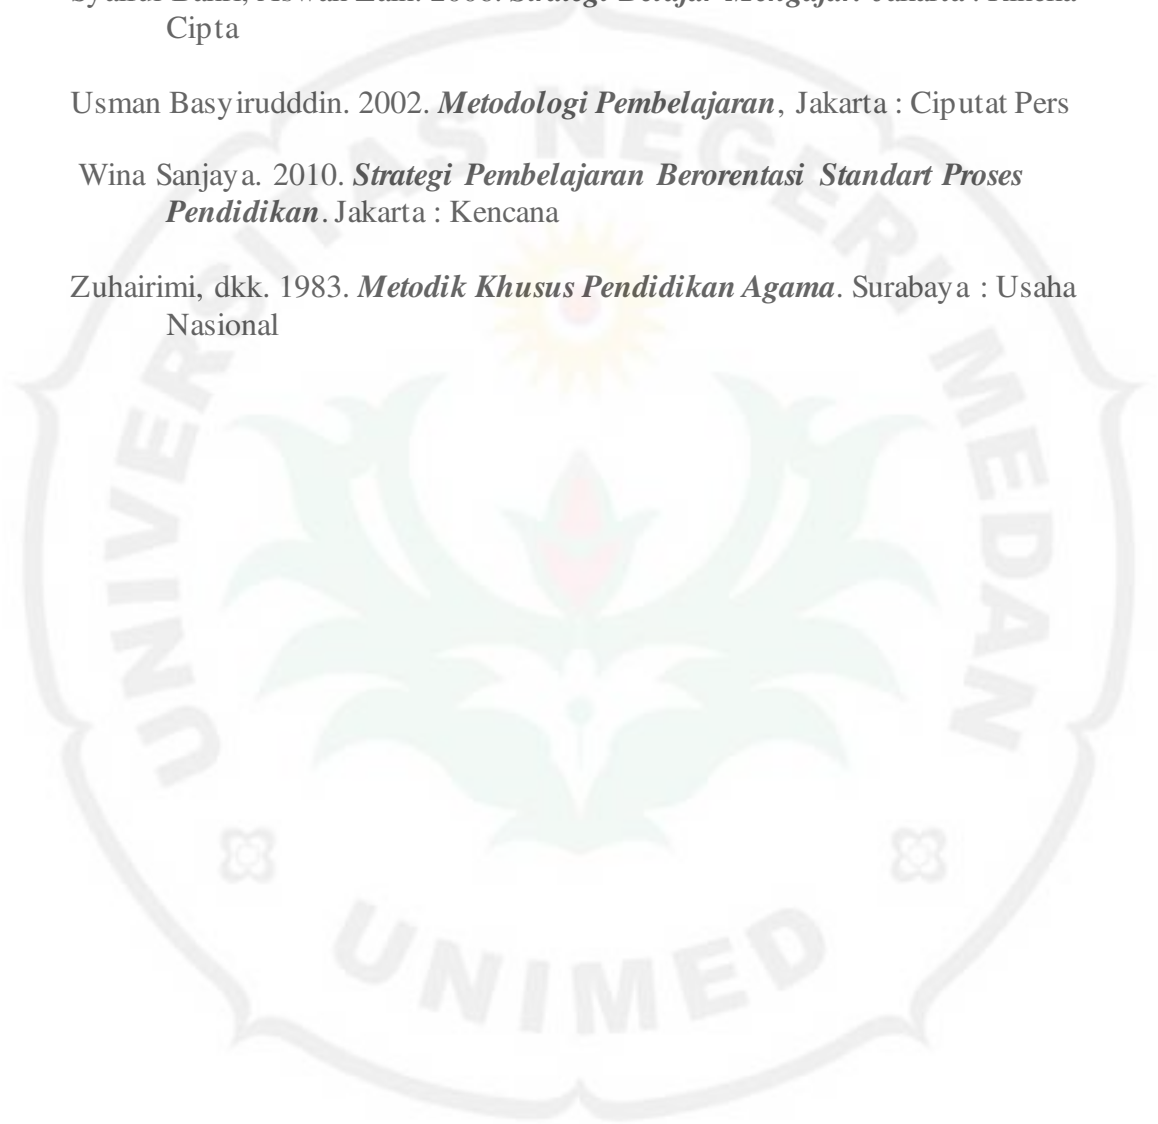 Cipta
Usman Basyirudddin. 2002. Metodologi Pembelajaran, Jakarta : Ciputat Pers
Wina Sanjaya. 2010. Strategi Pembelajaran Berorentasi Standart Proses
Pendidikan. Jakarta : Kencana
Zuhairimi, dkk. 1983. Metodik Khusus Pendidikan Agama. Surabaya : Usaha
Nasional
UNIVERSITAS NEGERI MEDAN
UNIMED